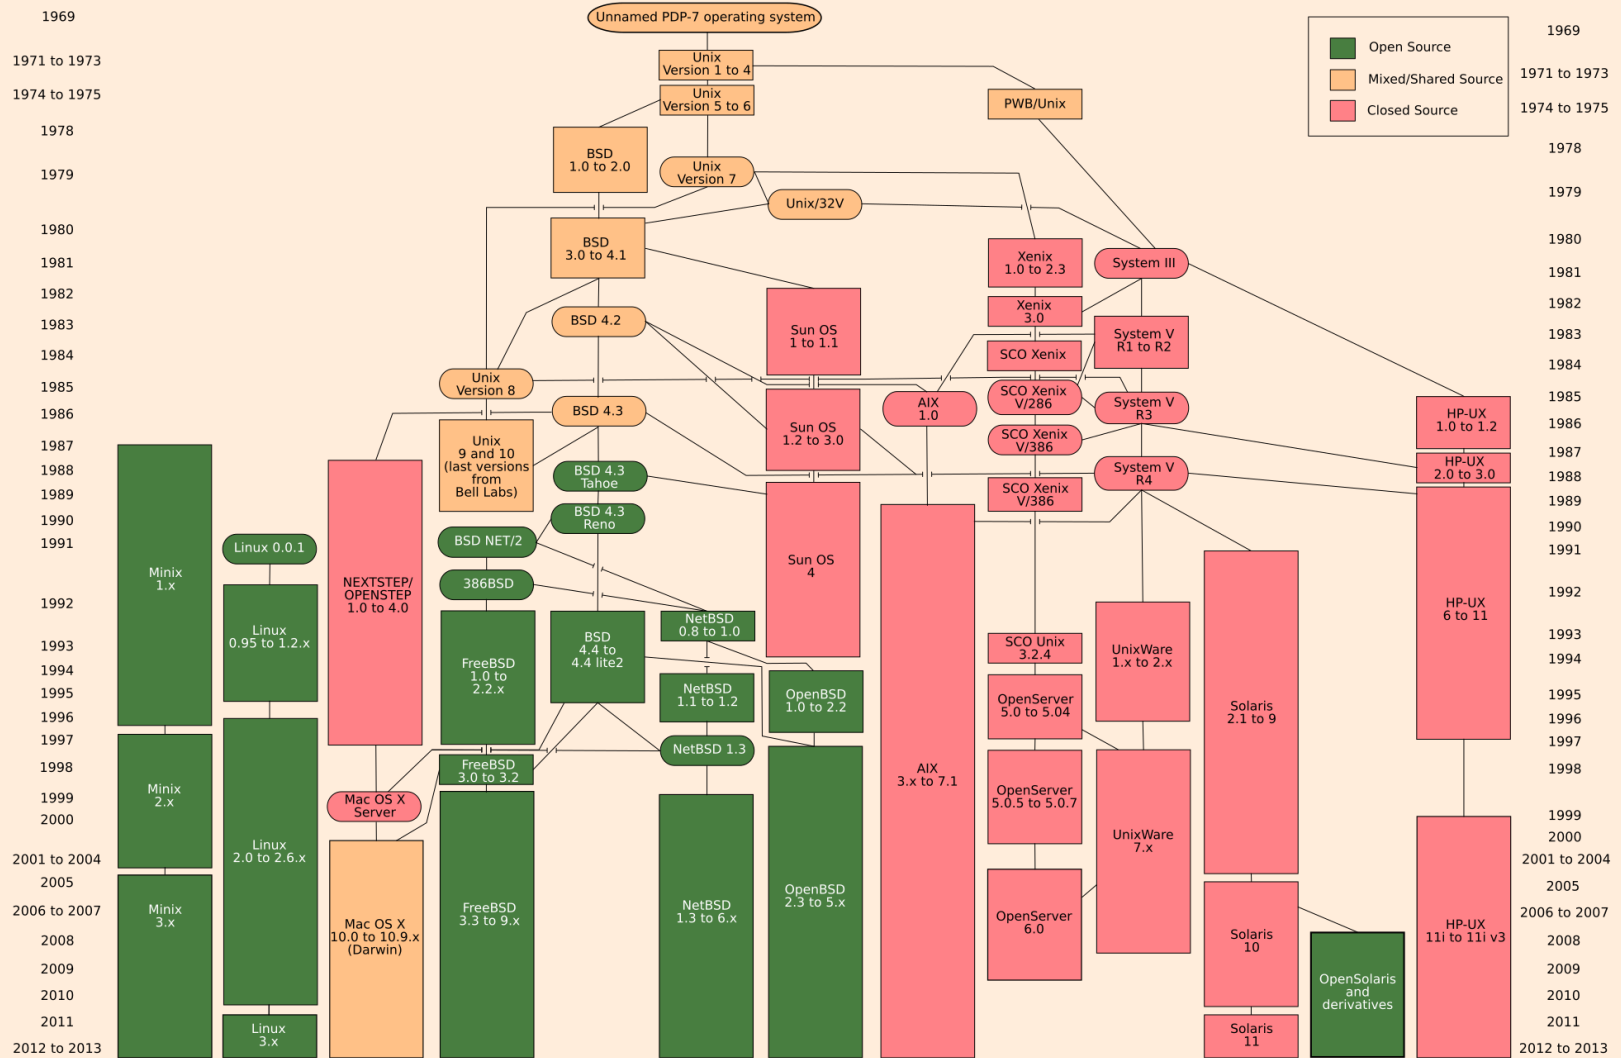 1969
1971 to 1973
1974 to 1975
1978
1979
1980
1981
1982
1983
1984
1985
1986
1987
1988
1989
1990
1991
1992
1993
1994
1995
1996
1997
1998
1999
2000
2001 to 2004
2005
2006 to 2007
2008
2009
2010
2011
2012 to 2013
Unnamed PDP-7 operating system
Unix
Version 1 to 4
Unix
Version 5 to 6
PWB/Unix
BSD
1.0 to 2.0
Unix
Version 7
Unix/32V
BSD
3.0 to 4.1
Xenix
1.0 to 2.3
System III
Xenix
3.0
Sun OS
1 to 1.1
BSD 4.2
System V
R1 to R2
SCO Xenix
Unix
Version 8
SCO Xenix
V/286
BSD 4.3
AIX
1.0
System V
R3
HP-UX
1.0 to 1.2
Sun OS
1.2 to 3.0
SCO Xenix
V/386
Unix
9 and 10
(last versions
from
Bell Labs)
HP-UX
2.0 to 3.0
BSD 4.3
Tahoe
System V
R4
SCO Xenix
V/386
BSD 4.3
Reno
BSD NET/2
Linux 0.0.1
Minix
1.x
Sun OS
4
386BSD
NEXTSTEP/
OPENSTEP
1.0 to 4.0
HP-UX
6 to 11
Linux
0.95 to 1.2.x
NetBSD
0.8 to 1.0
BSD
4.4 to
4.4 lite2
SCO Unix
3.2.4
UnixWare
1.x to 2.x
FreeBSD
1.0 to
2.2.x
NetBSD
1.1 to 1.2
OpenBSD
1.0 to 2.2
OpenServer
5.0 to 5.04
Solaris
2.1 to 9
NetBSD 1.3
FreeBSD
3.0 to 3.2
AIX
3.x to 7.1
Minix
2.x
OpenServer
5.0.5 to 5.0.7
Mac OS X
Server
UnixWare
7.x
Linux
2.0 to 2.6.x
OpenBSD
2.3 to 5.x
Minix
3.x
FreeBSD
3.3 to 9.x
NetBSD
1.3 to 6.x
OpenServer
6.0
Mac OS X
10.0 to 10.9.x
(Darwin)
Solaris
10
HP-UX
11i to 11i v3
OpenSolaris
and
derivatives
Linux
3.x
Solaris
11
Open Source
Mixed/Shared Source
Closed Source
1969
1971 to 1973
1974 to 1975
1978
1979
1980
1981
1982
1983
1984
1985
1986
1987
1988
1989
1990
1991
1992
1993
1994
1995
1996
1997
1998
1999
2000
2001 to 2004
2005
2006 to 2007
2008
2009
2010
2011
2012 to 2013